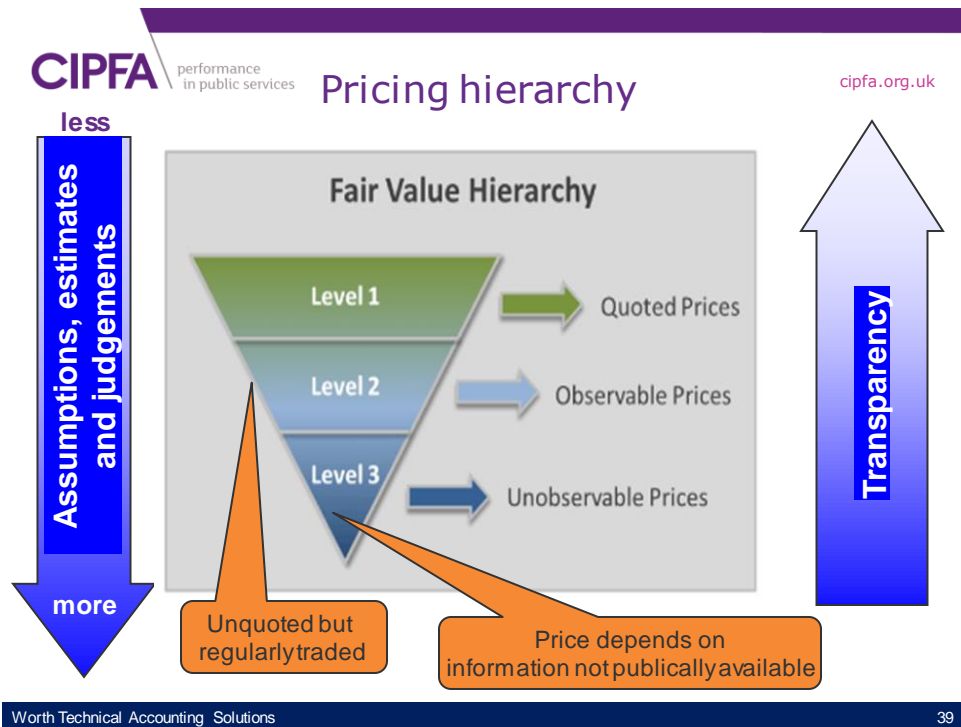 CIPFA
performance
in public services
Pricing hierarchy
cipfa.org.uk
less
Assumptions, estimates
and judgements
more
Fair Value Hierarchy
Level 1
Quoted Prices
Level 2
Observable Prices
Level 3
Unobservable Prices
Transparency
Unquoted but
regularly traded
Price depends on
information not publically available
Worth Technical Accounting Solutions
39